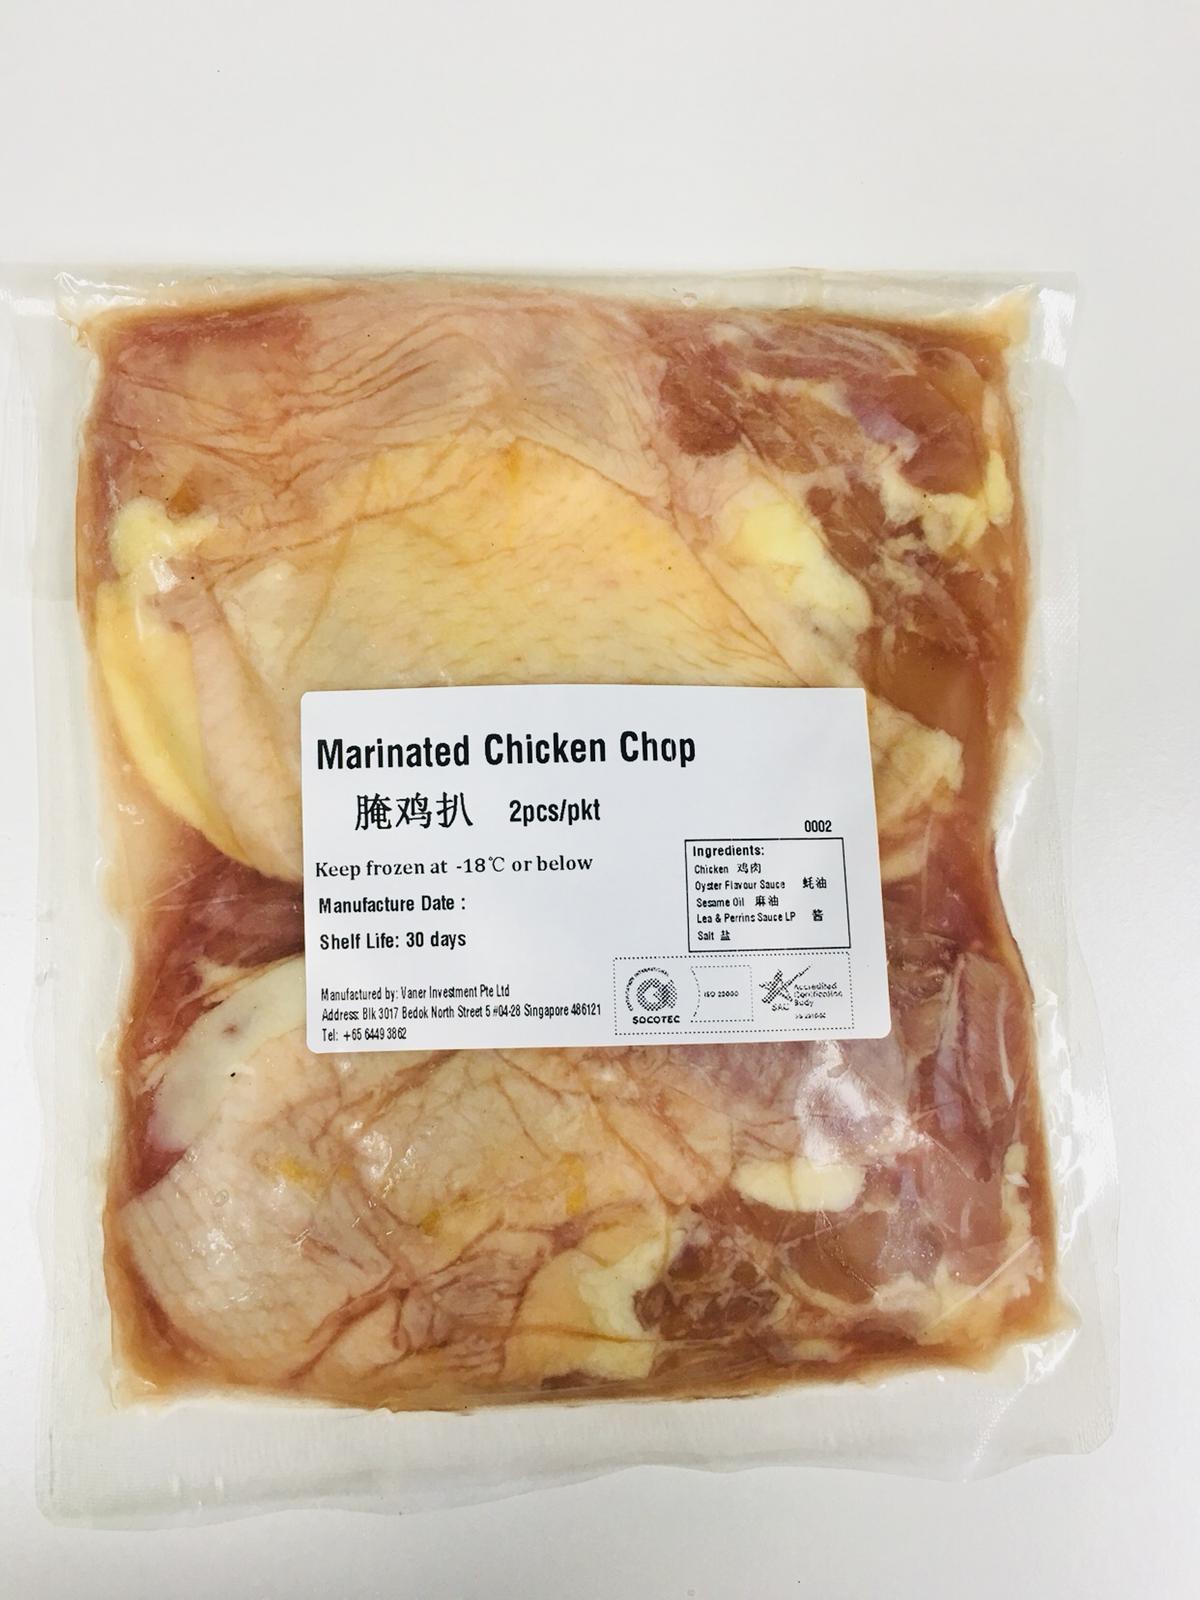 Marinated Chicken Chop
腌鸡扒 2pcs/pkt
0002
Keep frozen at -18℃ or below
Manufacture Date :
Shelf Life: 30 days
Ingredients:
Chicken 鸡肉
Oyster Flavour Sauce 蚝油
Sesame Oil 麻油
Lea & Perrins Sauce LP 酱
Salt 盐
Manufactured by: Vaner Investment Pte Ltd
Address: Blk 3017 Bedok North Street 5 #04-28 Singapore 486121
Tel: +65 6449 3862
SOCOTEC
ISO 22000
SAC
Accredited
Certification
Body